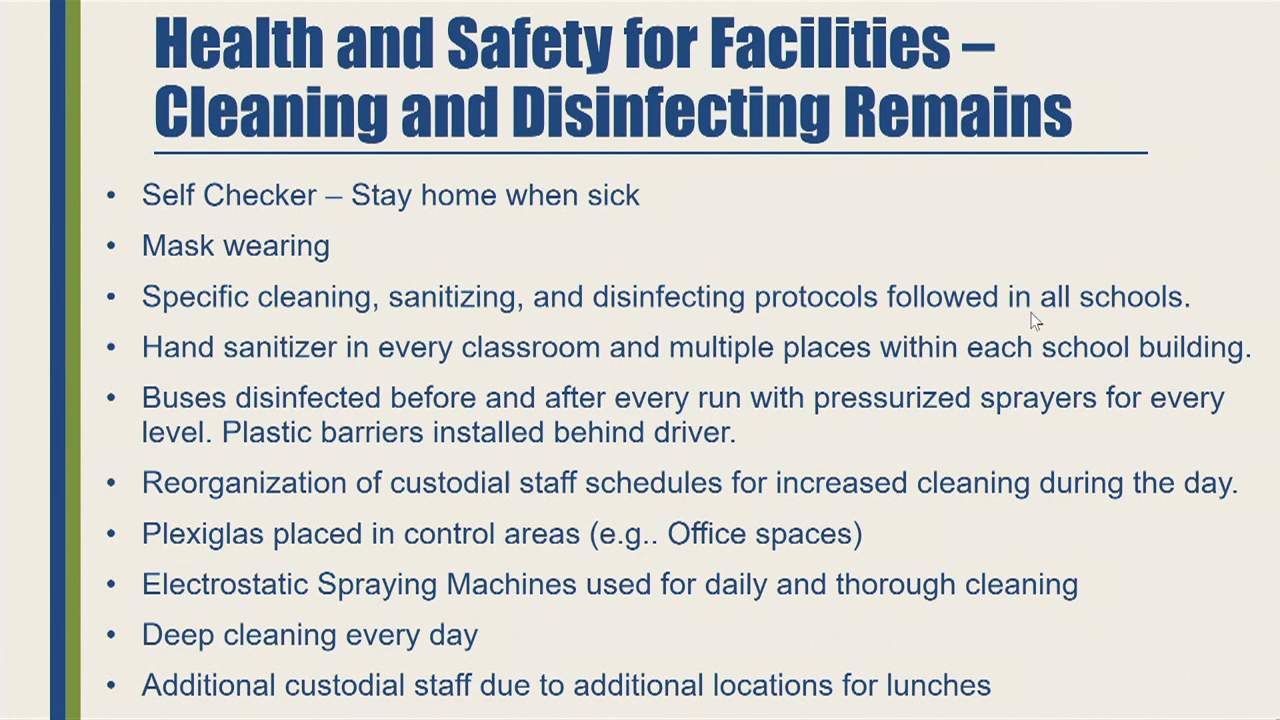 Health and Safety for Facilities –
Cleaning and Disinfecting Remains
• Self Checker – Stay home when sick
• Mask wearing
• Specific cleaning, sanitizing, and disinfecting protocols followed in all schools.
• Hand sanitizer in every classroom and multiple places within each school building.
• Buses disinfected before and after every run with pressurized sprayers for every
level. Plastic barriers installed behind driver.
• Reorganization of custodial staff schedules for increased cleaning during the day.
• Plexiglas placed in control areas (e.g.. Office spaces)
• Electrostatic Spraying Machines used for daily and thorough cleaning
• Deep cleaning every day
• Additional custodial staff due to additional locations for lunches